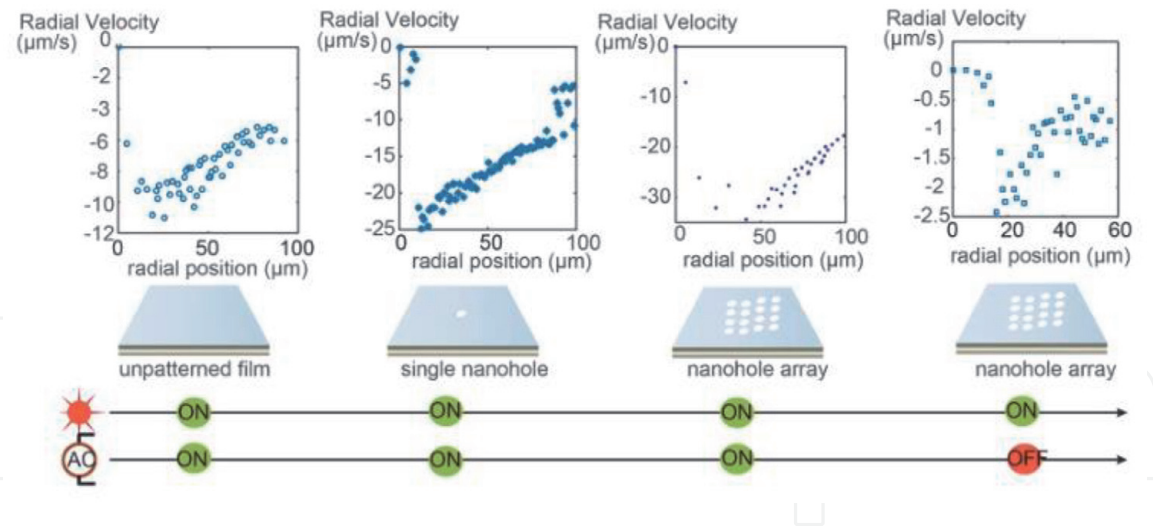 Radial Velocity
(μm/s)
0
-2
-3
-6
-8
-10
-12
0 50 100
radial position (μm)
unpatterned film
Radial Velocity
(μm/s)
0
-5
-10
-15
-20
-25
0 50 100
radial position (μm)
single nanohole
Radial Velocity
(μm/s)
0
-10
-20
-30
0 50 100
radial position (μm)
nanohole array
Radial Velocity
(μm/s)
0
-0.5
-1
-1.5
-2
-2.5
0 20 40 60
radial position (μm)
nanohole array
ON ON ON ON
AC ON ON ON OFF